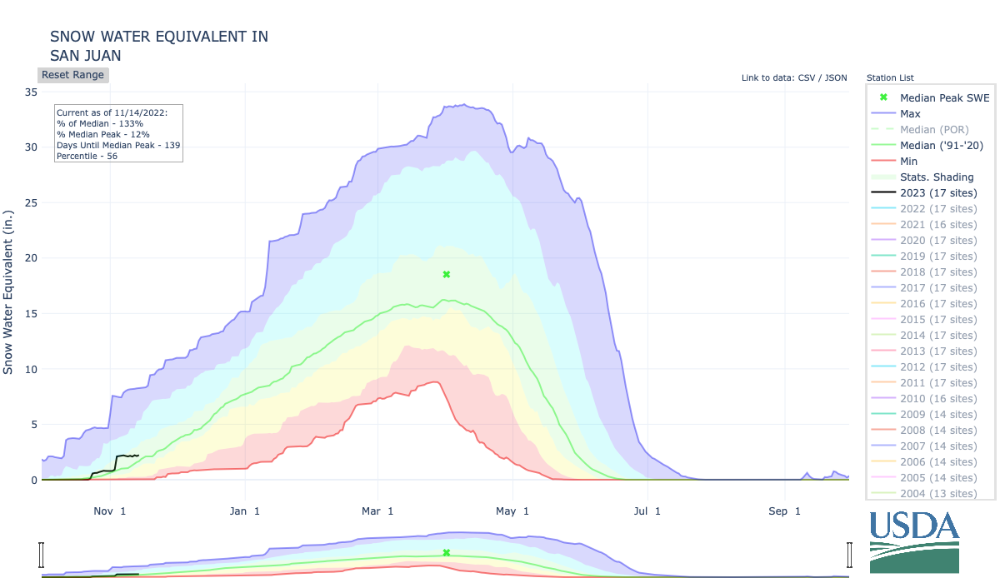 SNOW WATER EQUIVALENT IN
SAN JUAN
Reset Range
Link to data: CSV / JSON
Station List
35
30
25
20
15
10
5
0
Snow Water Equivalent (in.)
Current as of 11/14/2022:
% of Median - 133%
% Median Peak - 12%
Days Until Median Peak - 139
Percentile - 56
Nov 1
Jan 1
Mar 1
May 1
Jul 1
Sep 1
Median Peak SWE
Max
Median (POR)
Median ('91-'20)
Min
Stats. Shading
2023 (17 sites)
2022 (17 sites)
2021 (16 sites)
2020 (17 sites)
2019 (17 sites)
2018 (17 sites)
2017 (17 sites)
2016 (17 sites)
2015 (17 sites)
2014 (17 sites)
2013 (17 sites)
2012 (17 sites)
2011 (17 sites)
2010 (16 sites)
2009 (14 sites)
2008 (14 sites)
2007 (14 sites)
2006 (14 sites)
2005 (14 sites)
2004 (13 sites)
USDA